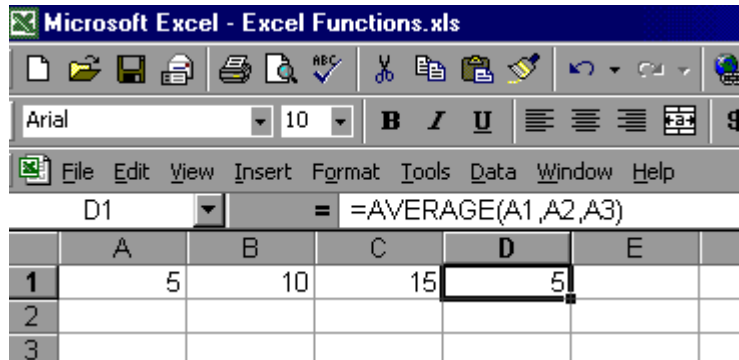 Microsoft Excel - Excel Functions.xls
ABC
Arial 10 B I U a $
File Edit View Insert Format Tools Data Window Help
D1 = =AVERAGE(A1,A2,A3)
A B C D E
1 5 10 15 5
2
3